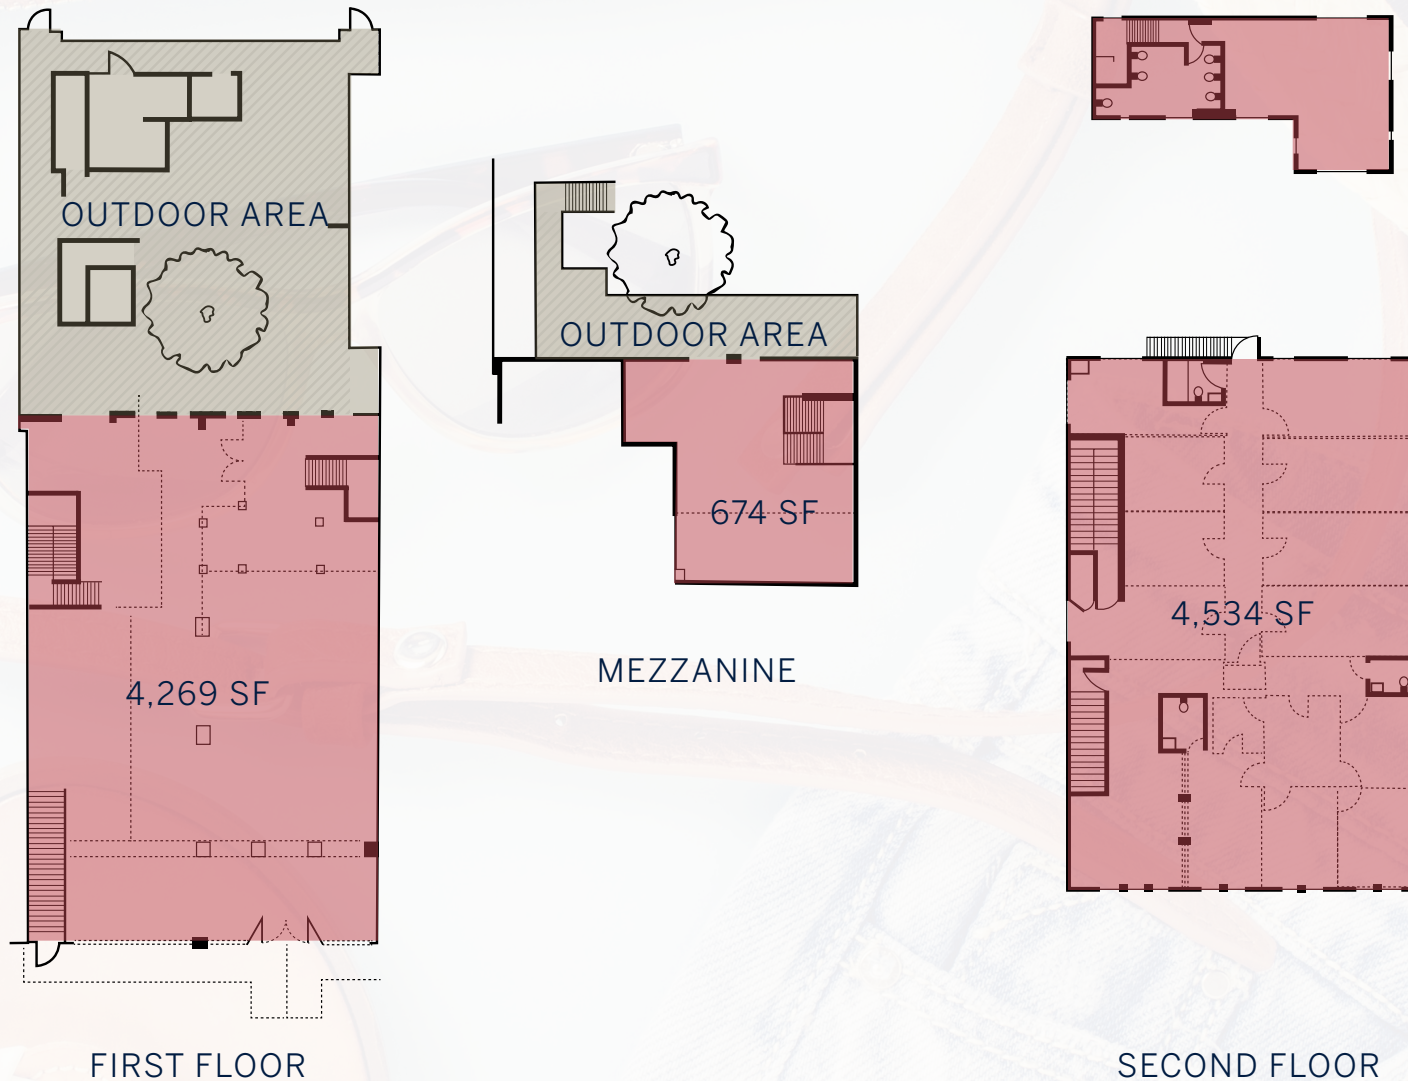 OUTDOOR AREA
4,269 SF
FIRST FLOOR
OUTDOOR AREA
674 SF
MEZZANINE
4,534 SF
SECOND FLOOR